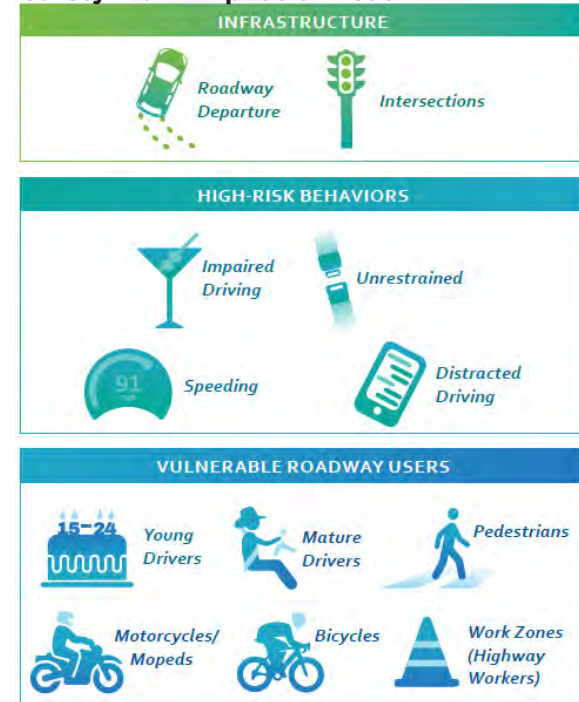 INFRASTRUCTURE
Roadway
Departure
Intersections
HIGH-RISK BEHAVIORS
Impaired
Driving
Unrestrained
91
Speeding
Distracted
Driving
VULNERABLE ROADWAY USERS
15-24
Young
Drivers
Mature
Drivers
Pedestrians
Motorcycles/
Mopeds
Bicycles
Work Zones
(Highway
Workers)